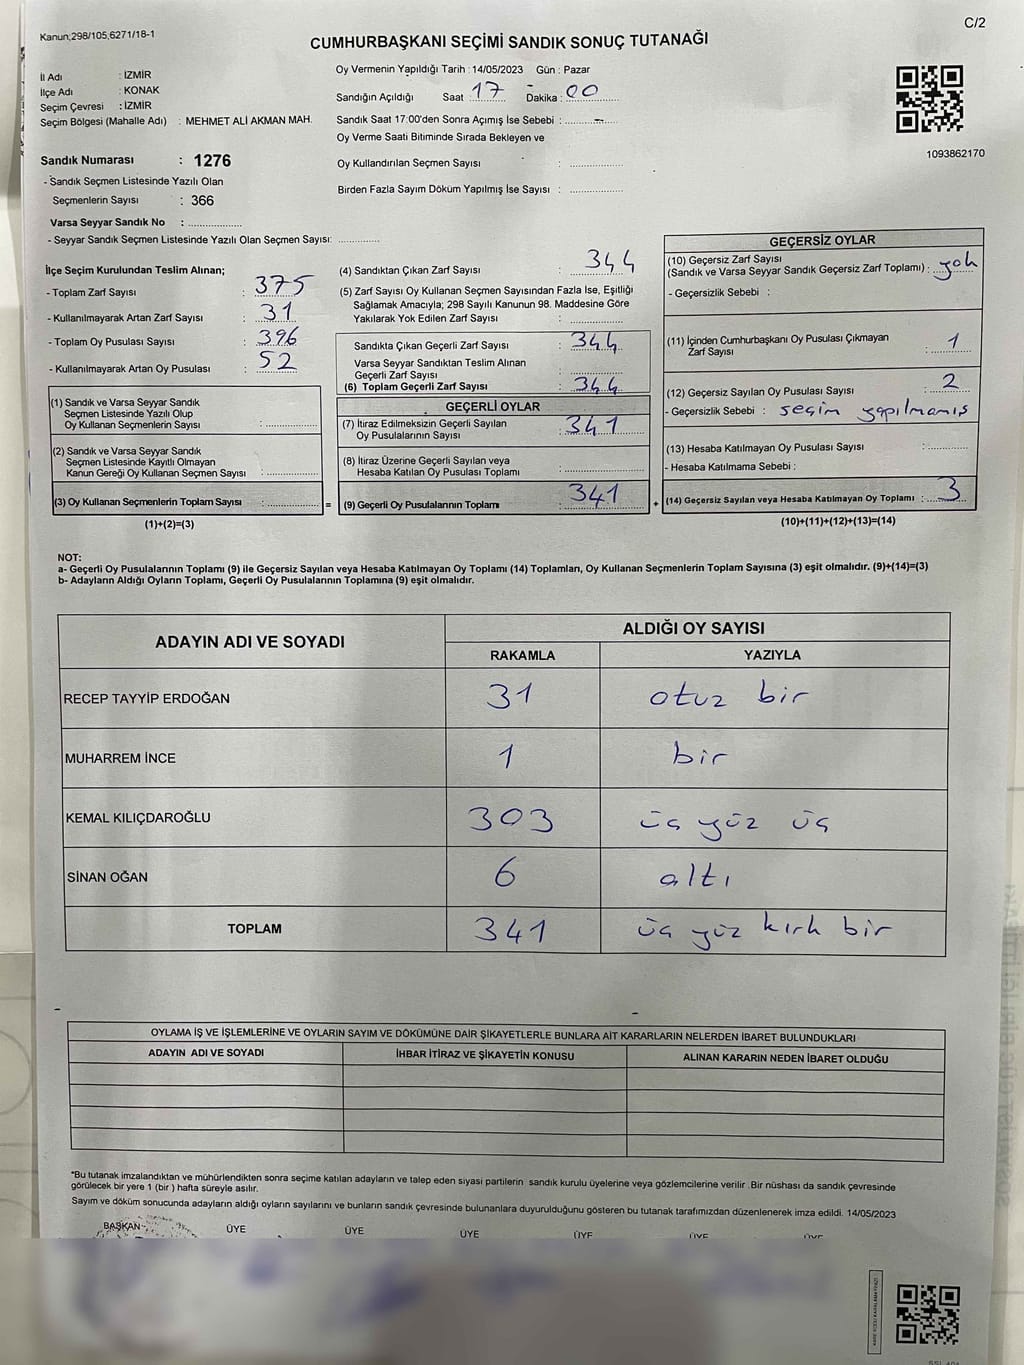 Kanun;298/105,6271/18-1
C/2
CUMHURBAŞKANI SEÇİMİ SANDIK SONUÇ TUTANAĞI
İl Adı : İZMİR
İlçe Adı : KONAK
Seçim Çevresi : İZMİR
Seçim Bölgesi (Mahalle Adı) : MEHMET ALİ AKMAN MAH.
Oy Vermenin Yapıldığı Tarih : 14/05/2023 Gün : Pazar
Sandığın Açıldığı Saat 17 Dakika : 00
Sandık Saat 17:00'den Sonra Açımış İse Sebebi : -
Oy Verme Saati Bitiminde Sırada Bekleyen ve
Oy Kullandırılan Seçmen Sayısı :
Birden Fazla Sayım Döküm Yapılmış İse Sayısı :
1093862170
Sandık Numarası : 1276
- Sandık Seçmen Listesinde Yazılı Olan
Seçmenlerin Sayısı : 366
Varsa Seyyar Sandık No :
- Seyyar Sandık Seçmen Listesinde Yazılı Olan Seçmen Sayısı:
İlçe Seçim Kurulundan Teslim Alınan;
- Toplam Zarf Sayısı : 375
- Kullanılmayarak Artan Zarf Sayısı : 31
- Toplam Oy Pusulası Sayısı : 396
- Kullanılmayarak Artan Oy Pusulası : 52
(1) Sandık ve Varsa Seyyar Sandık
Seçmen Listesinde Yazılı Olup
Oy Kullanan Seçmenlerin Sayısı :
(2) Sandık ve Varsa Seyyar Sandık
Seçmen Listesinde Kayıtlı Olmayan
Kanun Gereği Oy Kullanan Seçmen Sayısı :
(3) Oy Kullanan Seçmenlerin Toplam Sayısı : =
(1)+(2)=(3)
(4) Sandıktan Çıkan Zarf Sayısı : 344
(5) Zarf Sayısı Oy Kullanan Seçmen Sayısından Fazla İse, Eşitliği
Sağlamak Amacıyla; 298 Sayılı Kanunun 98. Maddesine Göre
Yakılarak Yok Edilen Zarf Sayısı :
Sandıkta Çıkan Geçerli Zarf Sayısı : 344
Varsa Seyyar Sandıktan Teslim Alınan
Geçerli Zarf Sayısı :
(6) Toplam Geçerli Zarf Sayısı : 344
GEÇERLİ OYLAR
(7) İtiraz Edilmeksizin Geçerli Sayılan
Oy Pusulalarının Sayısı : 341
(8) İtiraz Üzerine Geçerli Sayılan veya
Hesaba Katılan Oy Pusulası Toplamı :
(9) Geçerli Oy Pusulalarının Toplamı : 341 +
GEÇERSİZ OYLAR
(10) Geçersiz Zarf Sayısı
(Sandık ve Varsa Seyyar Sandık Geçersiz Zarf Toplamı) : yok
- Geçersizlik Sebebi :
(11) İçinden Cumhurbaşkanı Oy Pusulası Çıkmayan
Zarf Sayısı : 1
(12) Geçersiz Sayılan Oy Pusulası Sayısı : 2
- Geçersizlik Sebebi : seçim yapılmamış
(13) Hesaba Katılmayan Oy Pusulası Sayısı :
- Hesaba Katılmama Sebebi :
(14) Geçersiz Sayılan veya Hesaba Katılmayan Oy Toplamı : 3
(10)+(11)+(12)+(13)=(14)
NOT:
a- Geçerli Oy Pusulalarının Toplamı (9) ile Geçersiz Sayılan veya Hesaba Katılmayan Oy Toplamı (14) Toplamları, Oy Kullanan Seçmenlerin Toplam Sayısına (3) eşit olmalıdır. (9)+(14)=(3)
b- Adayların Aldığı Oyların Toplamı, Geçerli Oy Pusulalarının Toplamına (9) eşit olmalıdır.
ADAYIN ADI VE SOYADI
ALDIĞI OY SAYISI
RAKAMLA YAZIYLA
RECEP TAYYİP ERDOĞAN 31 otuz bir
MUHARREM İNCE 1 bir
KEMAL KILIÇDAROĞLU 303 üç yüz üç
SİNAN OĞAN 6 altı
TOPLAM 341 üç yüz kırk bir
OYLAMA İŞ VE İŞLEMLERİNE VE OYLARIN SAYIM VE DÖKÜMÜNE DAİR ŞİKAYETLERLE BUNLARA AİT KARARLARIN NELERDEN İBARET BULUNDUKLARI
ADAYIN ADI VE SOYADI İHBAR İTİRAZ VE ŞİKAYETİN KONUSU ALINAN KARARIN NEDEN İBARET OLDUĞU
*Bu tutanak imzalandıktan ve mühürlendikten sonra seçime katılan adayların ve talep eden siyasi partilerin sandık kurulu üyelerine veya gözlemcilerine verilir .Bir nüshası da sandık çevresinde
görülecek bir yere 1 (bir ) hafta süreyle asılır.
Sayım ve döküm sonucunda adayların aldığı oyların sayılarını ve bunların sandık çevresinde bulunanlara duyurulduğunu gösteren bu tutanak tarafımızdan düzenlenerek imza edildi. 14/05/2023
BAŞKAN ÜYE ÜYE ÜYE ÜYE ÜYE ÜYE